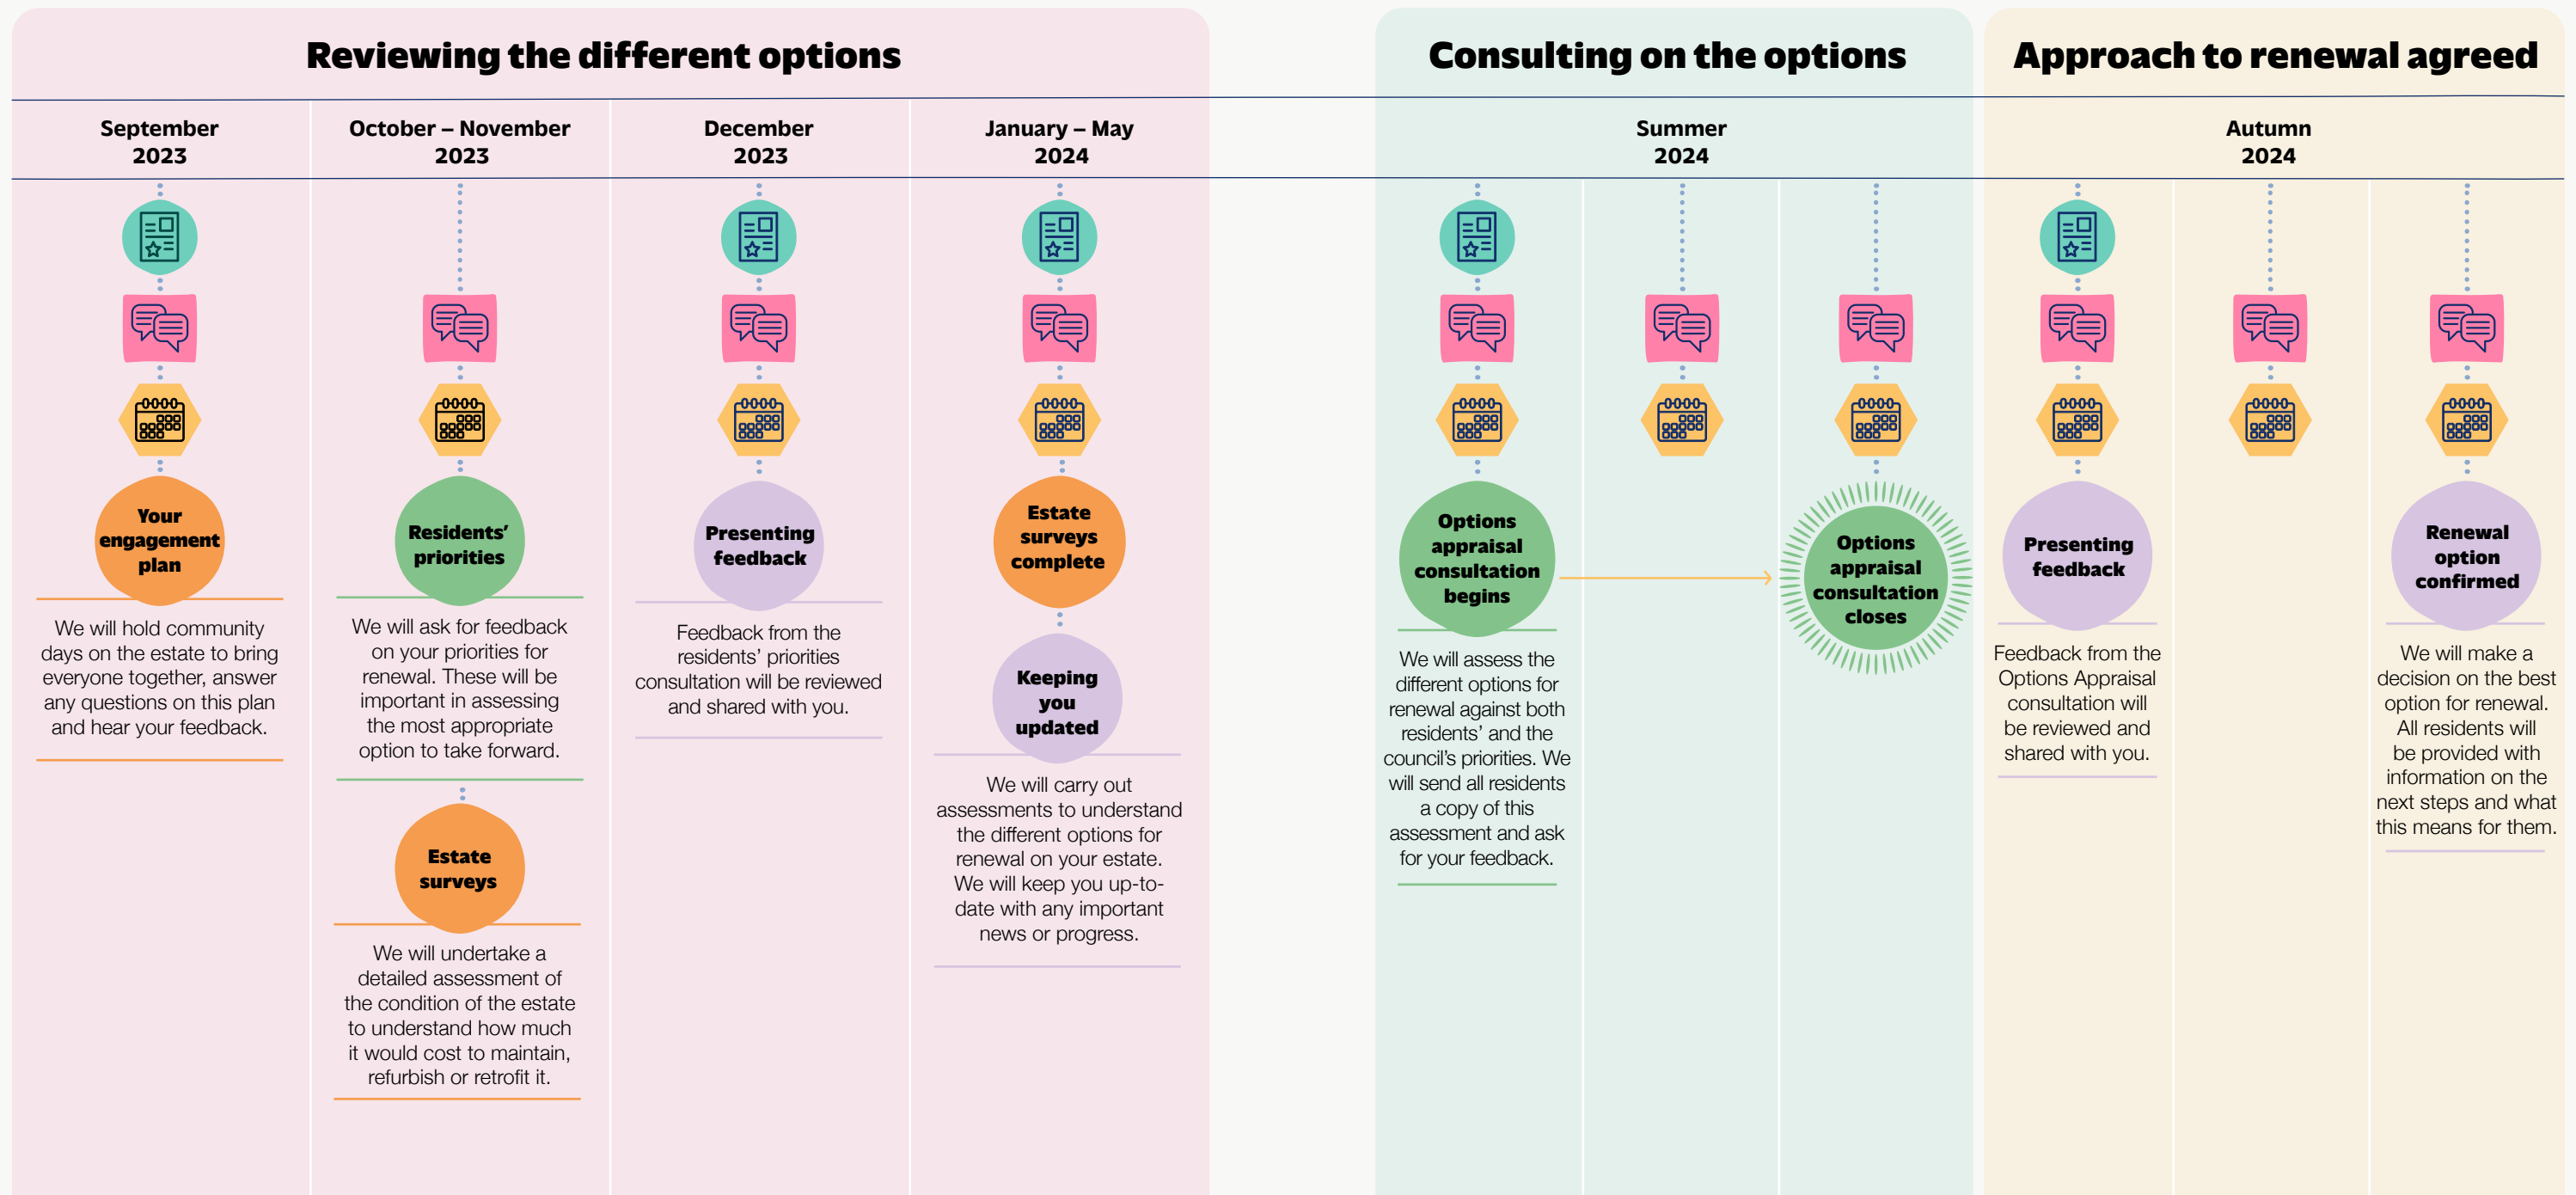 Reviewing the different options
September
2023
Your
engagement
plan
We will hold community
days on the estate to bring
everyone together, answer
any questions on this plan
and hear your feedback.
October – November
2023
Residents’
priorities
We will ask for feedback
on your priorities for
renewal. These will be
important in assessing
the most appropriate
option to take forward.
Estate
surveys
We will undertake a
detailed assessment of
the condition of the estate
to understand how much
it would cost to maintain,
refurbish or retrofit it.
December
2023
Presenting
feedback
Feedback from the
residents’ priorities
consultation will be reviewed
and shared with you.
January – May
2024
Estate
surveys
complete
Keeping
you
updated
We will carry out
assessments to understand
the different options for
renewal on your estate.
We will keep you up-to-
date with any important
news or progress.
Consulting on the options
Summer
2024
Options
appraisal
consultation
begins
We will assess the
different options for
renewal against both
residents’ and the
council’s priorities. We
will send all residents
a copy of this
assessment and ask
for your feedback.
Options
appraisal
consultation
closes
Approach to renewal agreed
Autumn
2024
Presenting
feedback
Feedback from the
Options Appraisal
consultation will
be reviewed and
shared with you.
Renewal
option
confirmed
We will make a
decision on the best
option for renewal.
All residents will
be provided with
information on the
next steps and what
this means for them.